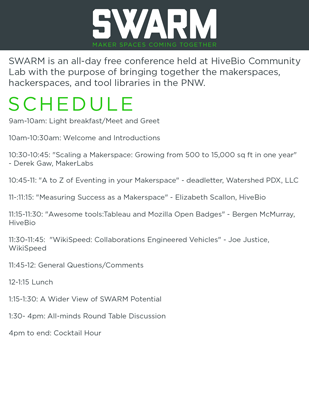 SWARM
MAKER SPACES COMING TOGETHER
SWARM is an all-day free conference held at HiveBio Community
Lab with the purpose of bringing together the makerspaces,
hackerspaces, and tool libraries in the PNW.
SCHEDULE
9am-10am: Light breakfast/Meet and Greet
10am-10:30am: Welcome and Introductions
10:30-10:45: "Scaling a Makerspace: Growing from 500 to 15,000 sq ft in one year"
- Derek Gaw, MakerLabs
10:45-11: "A to Z of Eventing in your Makerspace" - deadletter, Watershed PDX, LLC
11-:11:15: "Measuring Success as a Makerspace" - Elizabeth Scallon, HiveBio
11:15-11:30: "Awesome tools:Tableau and Mozilla Open Badges" - Bergen McMurray,
HiveBio
11:30-11:45: "WikiSpeed: Collaborations Engineered Vehicles" - Joe Justice,
WikiSpeed
11:45-12: General Questions/Comments
12-1:15 Lunch
1:15-1:30: A Wider View of SWARM Potential
1:30- 4pm: All-minds Round Table Discussion
4pm to end: Cocktail Hour